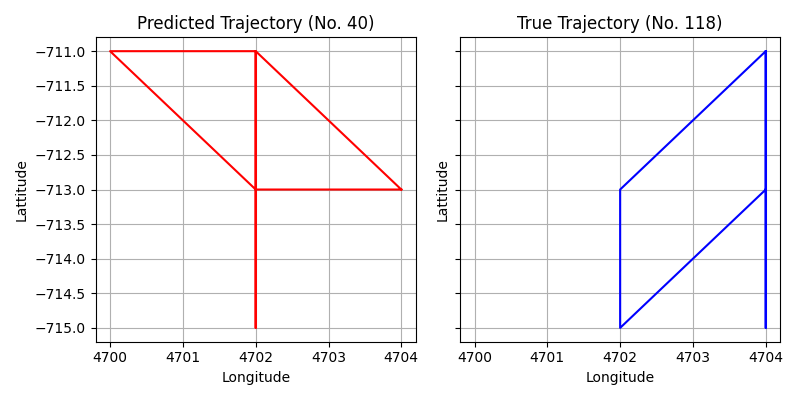 Predicted Trajectory (No. 40)
True Trajectory (No. 118)
Lattitude
−711.0
−711.5
−712.0
−712.5
−713.0
−713.5
−714.0
−714.5
−715.0
4700 4701 4702 4703 4704
Longitude
Lattitude
4700 4701 4702 4703 4704
Longitude